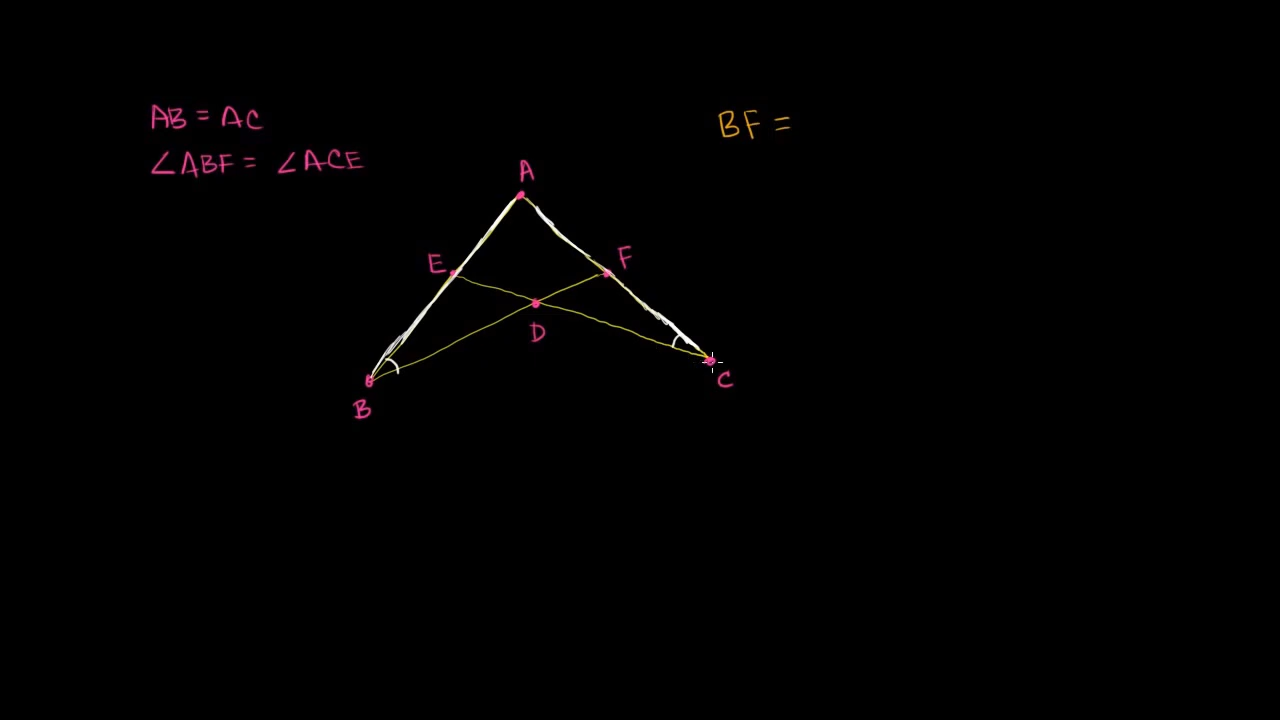 AB = AC
BF =
∠ABF = ∠ACE
A
E
F
D
C
B